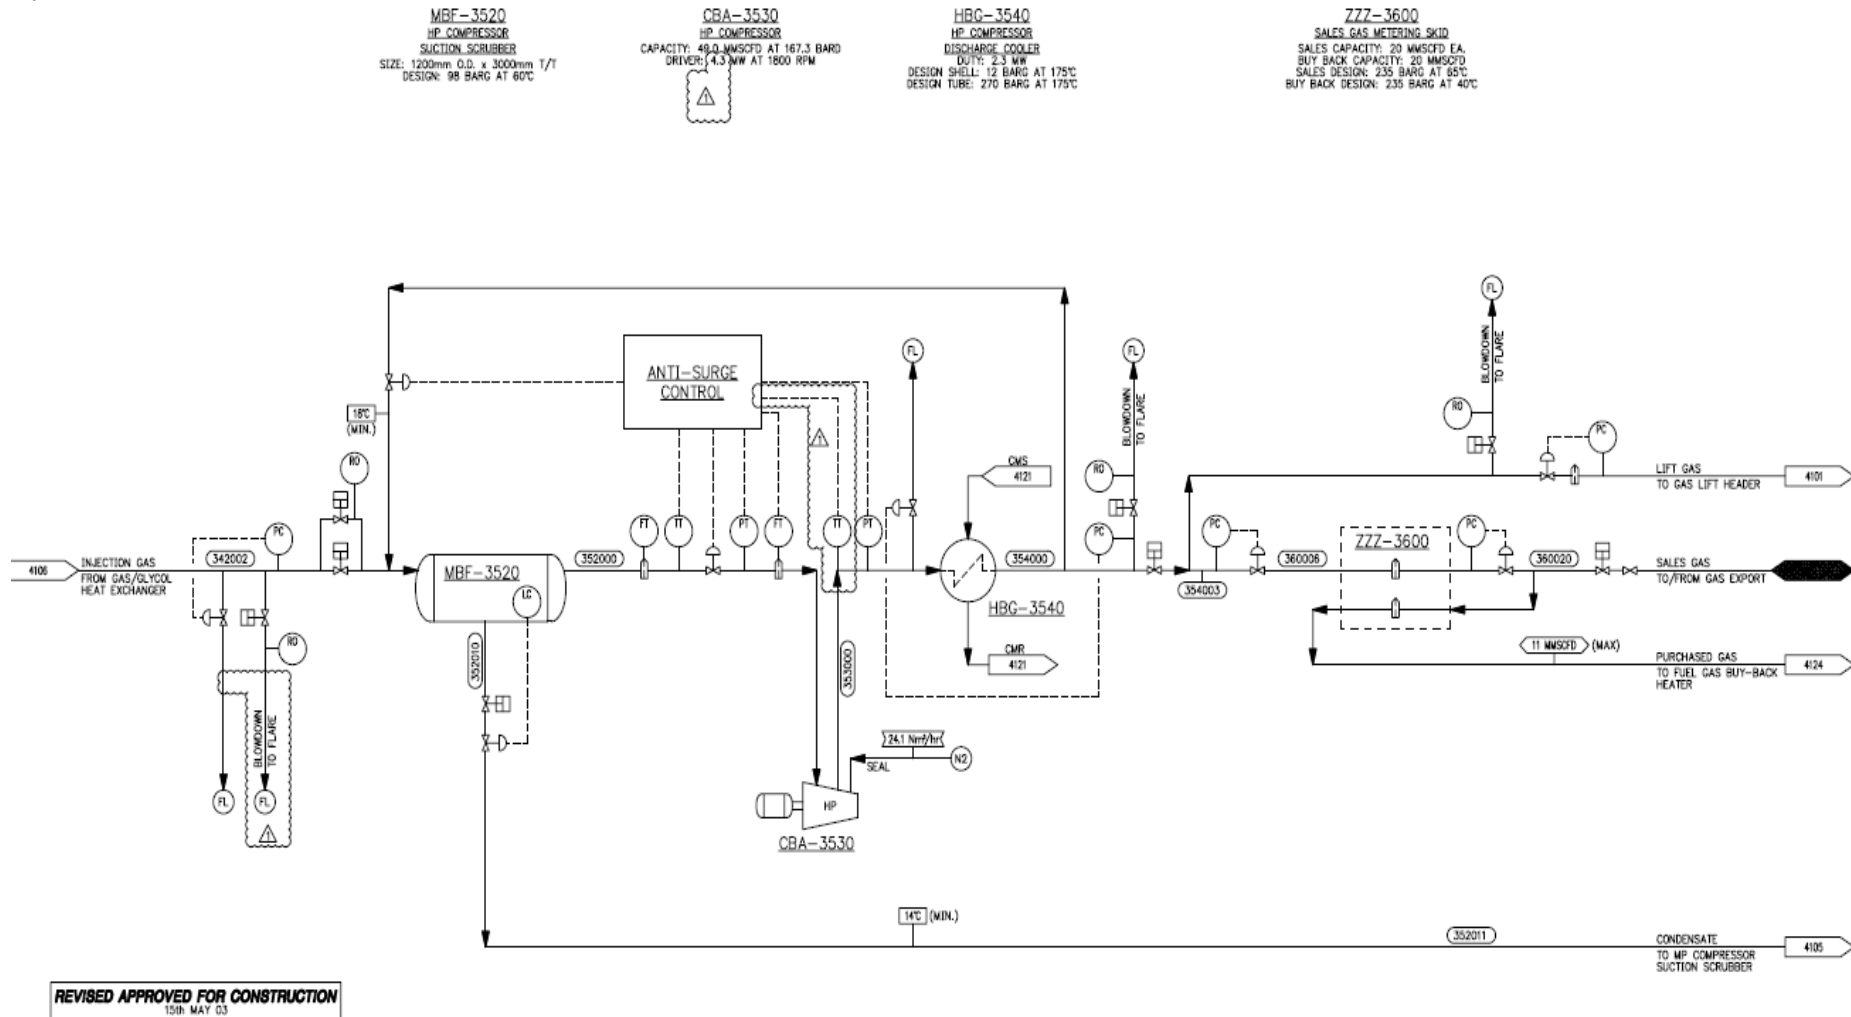 MBF-3520
HP COMPRESSOR
SUCTION SCRUBBER
SIZE: 1200mm O.D. x 3000mm T/T
DESIGN: 98 BARG AT 60°C
CBA-3530
HP COMPRESSOR
CAPACITY: 49.0 MMSCFD AT 167.3 BARD
DRIVER: 4.3 MW AT 1800 RPM
1
HBG-3540
HP COMPRESSOR
DISCHARGE COOLER
DUTY: 2.3 MW
DESIGN SHELL: 12 BARG AT 175°C
DESIGN TUBE: 270 BARG AT 175°C
ZZZ-3600
SALES GAS METERING SKID
SALES CAPACITY: 20 MMSCFD EA.
BUY BACK CAPACITY: 20 MMSCFD
SALES DESIGN: 235 BARG AT 65°C
BUY BACK DESIGN: 235 BARG AT 40°C
FL
FL
FL
BLOWDOWN
TO FLARE
BLOWDOWN
TO FLARE
ANTI-SURGE
CONTROL
18°C
(MIN.)
1
RO
RO
PC
RO
RO
CMS
4121
LIFT GAS
TO GAS LIFT HEADER
4101
PC
342002
FT
TT
PT
FT
TT
PT
PC
PC
PC
ZZZ-3600
4106
INJECTION GAS
FROM GAS/GLYCOL
HEAT EXCHANGER
MBF-3520
LC
352000
354000
354003
360006
360020
SALES GAS
TO/FROM GAS EXPORT
HBG-3540
RO
352010
353000
CMR
4121
11 MMSCFD
(MAX)
PURCHASED GAS
TO FUEL GAS BUY-BACK
HEATER
4124
BLOWDOWN
TO FLARE
FL
FL
1
24.1 Nm³/hr
SEAL
N2
HP
CBA-3530
14°C
(MIN.)
352011
CONDENSATE
TO MP COMPRESSOR
SUCTION SCRUBBER
4105
REVISED APPROVED FOR CONSTRUCTION
15th MAY 03